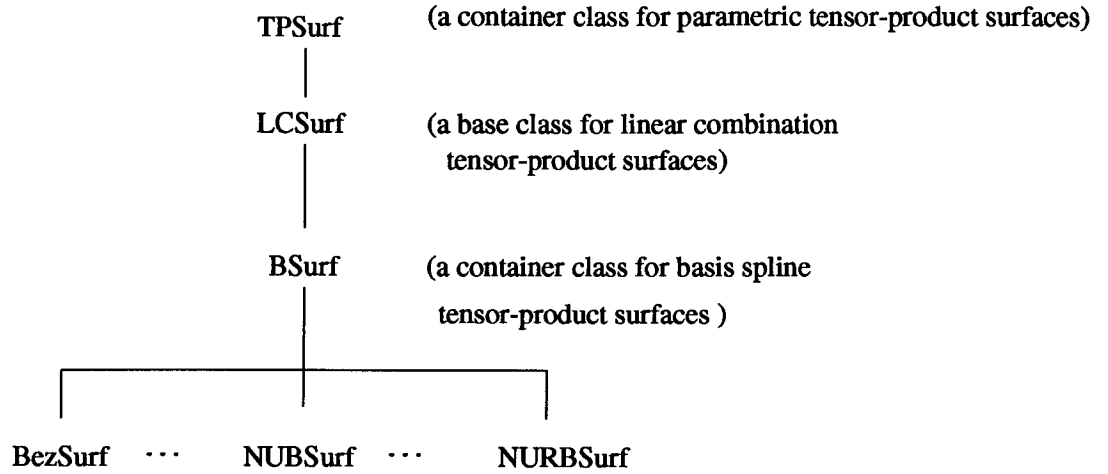 TPSurf (a container class for parametric tensor-product surfaces)
LCSurf (a base class for linear combination
tensor-product surfaces)
BSurf (a container class for basis spline
tensor-product surfaces )
BezSurf ··· NUBSurf ··· NURBSurf